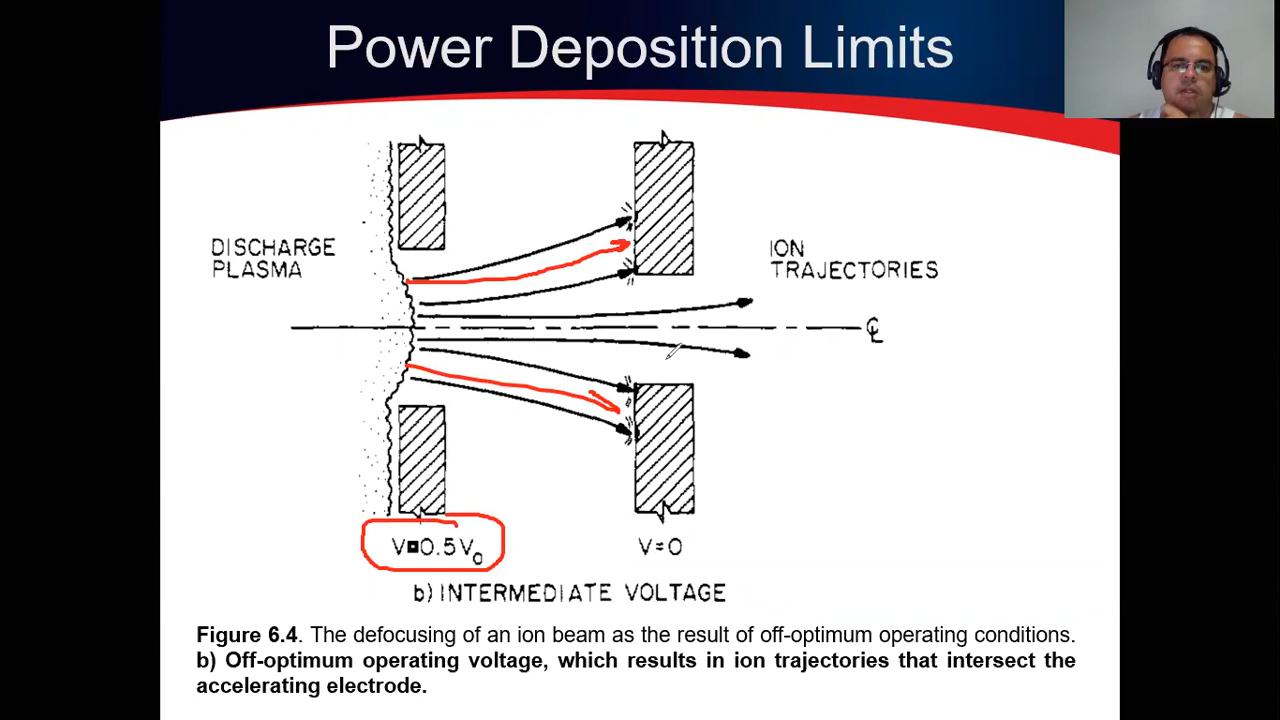 Power Deposition Limits
DISCHARGE
PLASMA
ION
TRAJECTORIES
℄
V=0.5V₀
V=0
b) INTERMEDIATE VOLTAGE
Figure 6.4. The defocusing of an ion beam as the result of off-optimum operating conditions.
b) Off-optimum operating voltage, which results in ion trajectories that intersect the
accelerating electrode.